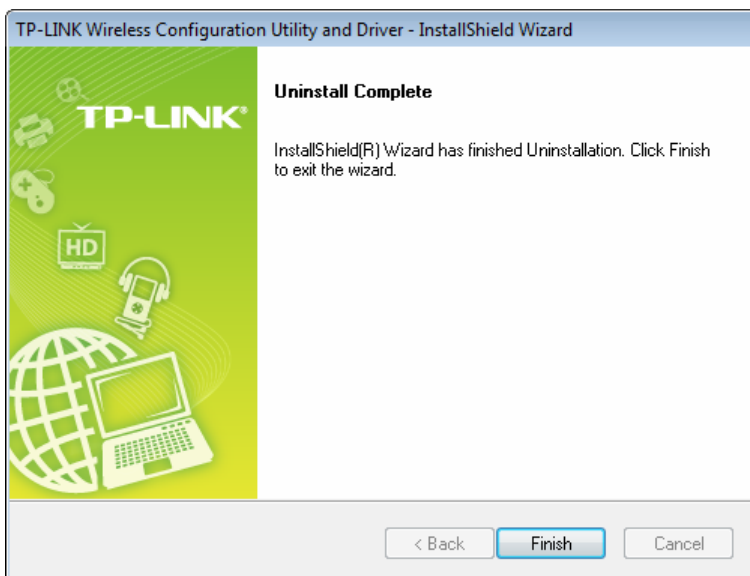 TP-LINK Wireless Configuration Utility and Driver - InstallShield Wizard
TP-LINK®
Uninstall Complete
InstallShield(R) Wizard has finished Uninstallation. Click Finish
to exit the wizard.
HD
< Back Finish Cancel